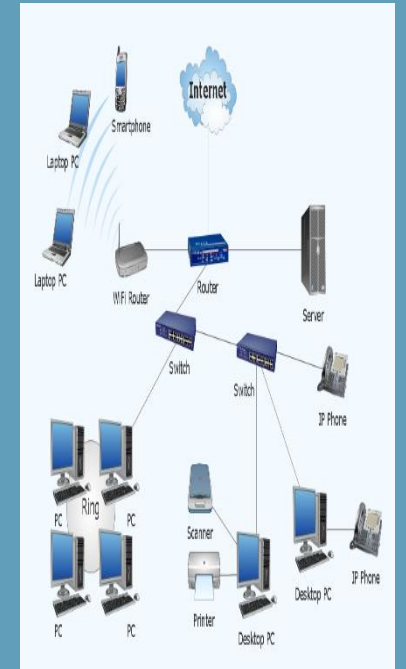 Internet
Smartphone
Laptop PC
Laptop PC
WiFi Router
Router
Server
Switch
Switch
IP Phone
Ring
PC
PC
Scanner
Desktop PC
IP Phone
Printer
PC
PC
Desktop PC